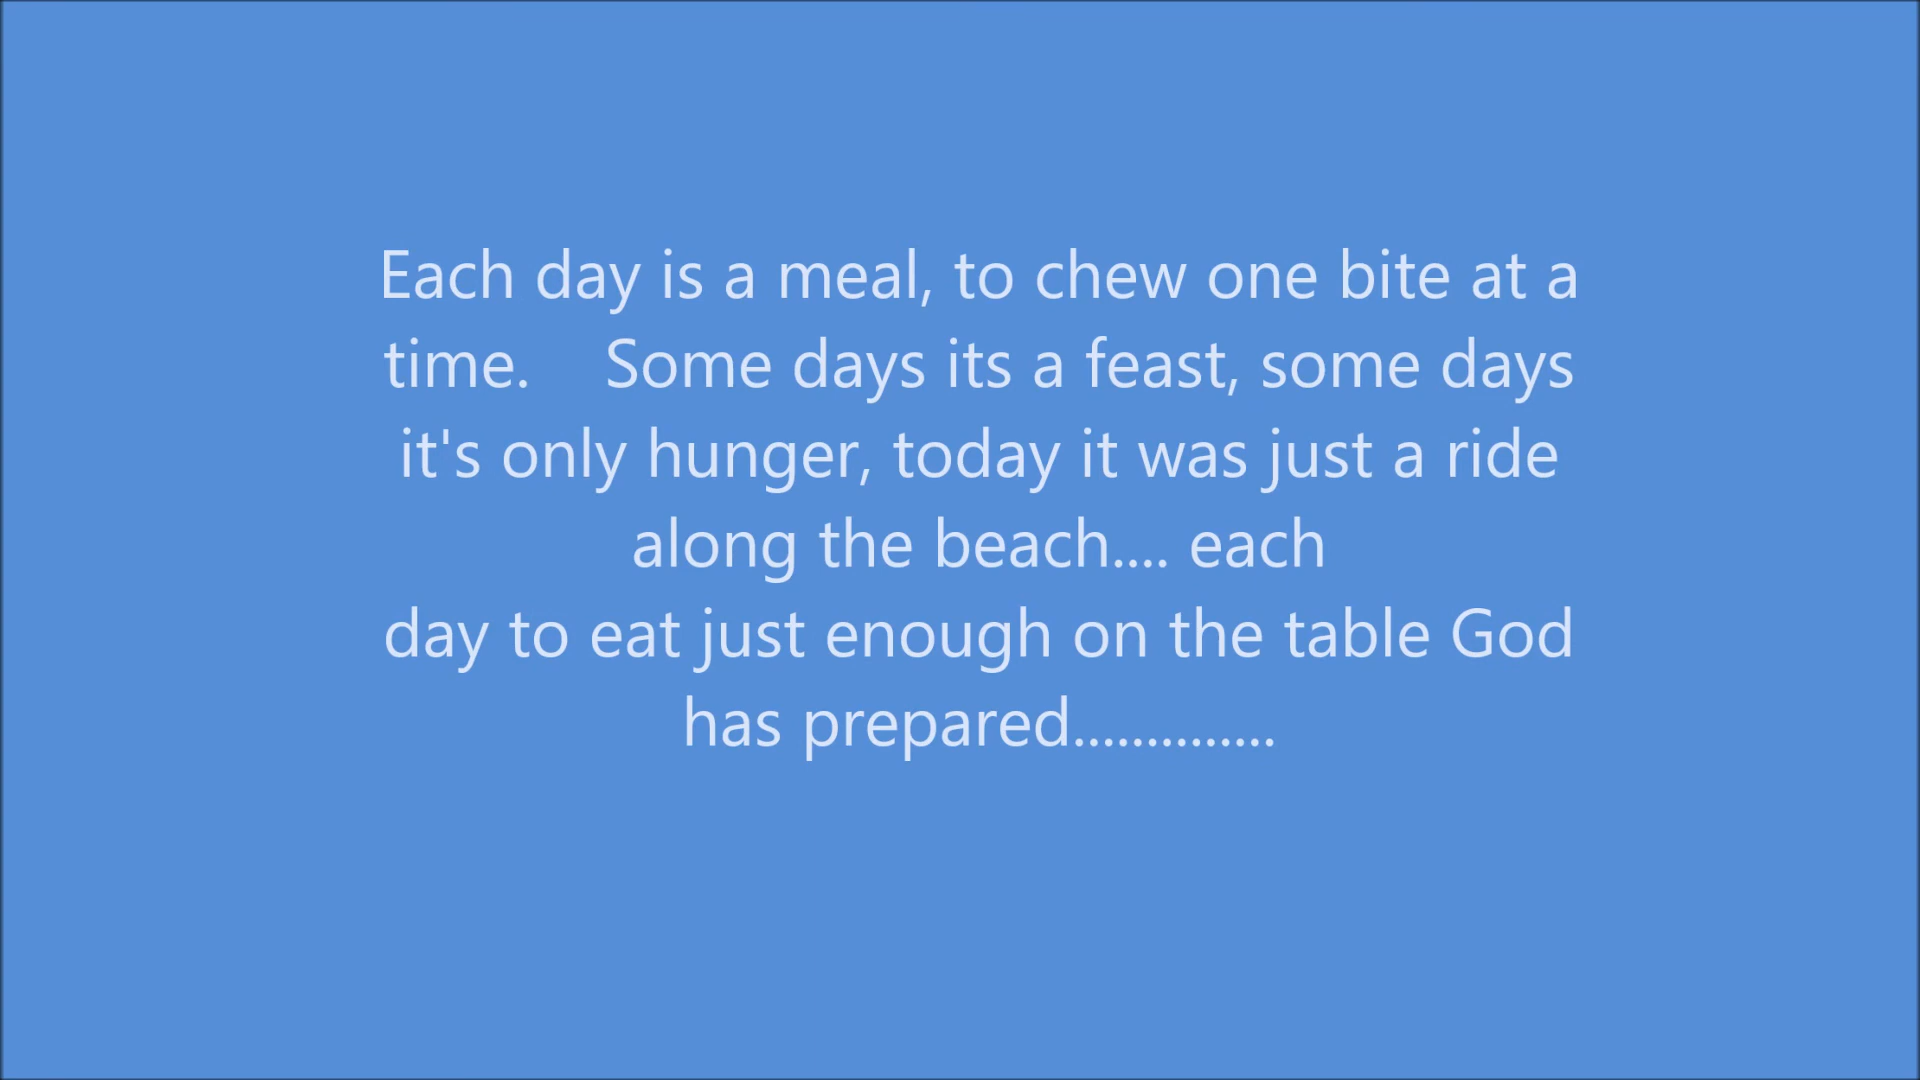 Each day is a meal, to chew one bite at a
time.    Some days its a feast, some days
it's only hunger, today it was just a ride
along the beach.... each
day to eat just enough on the table God
has prepared..............